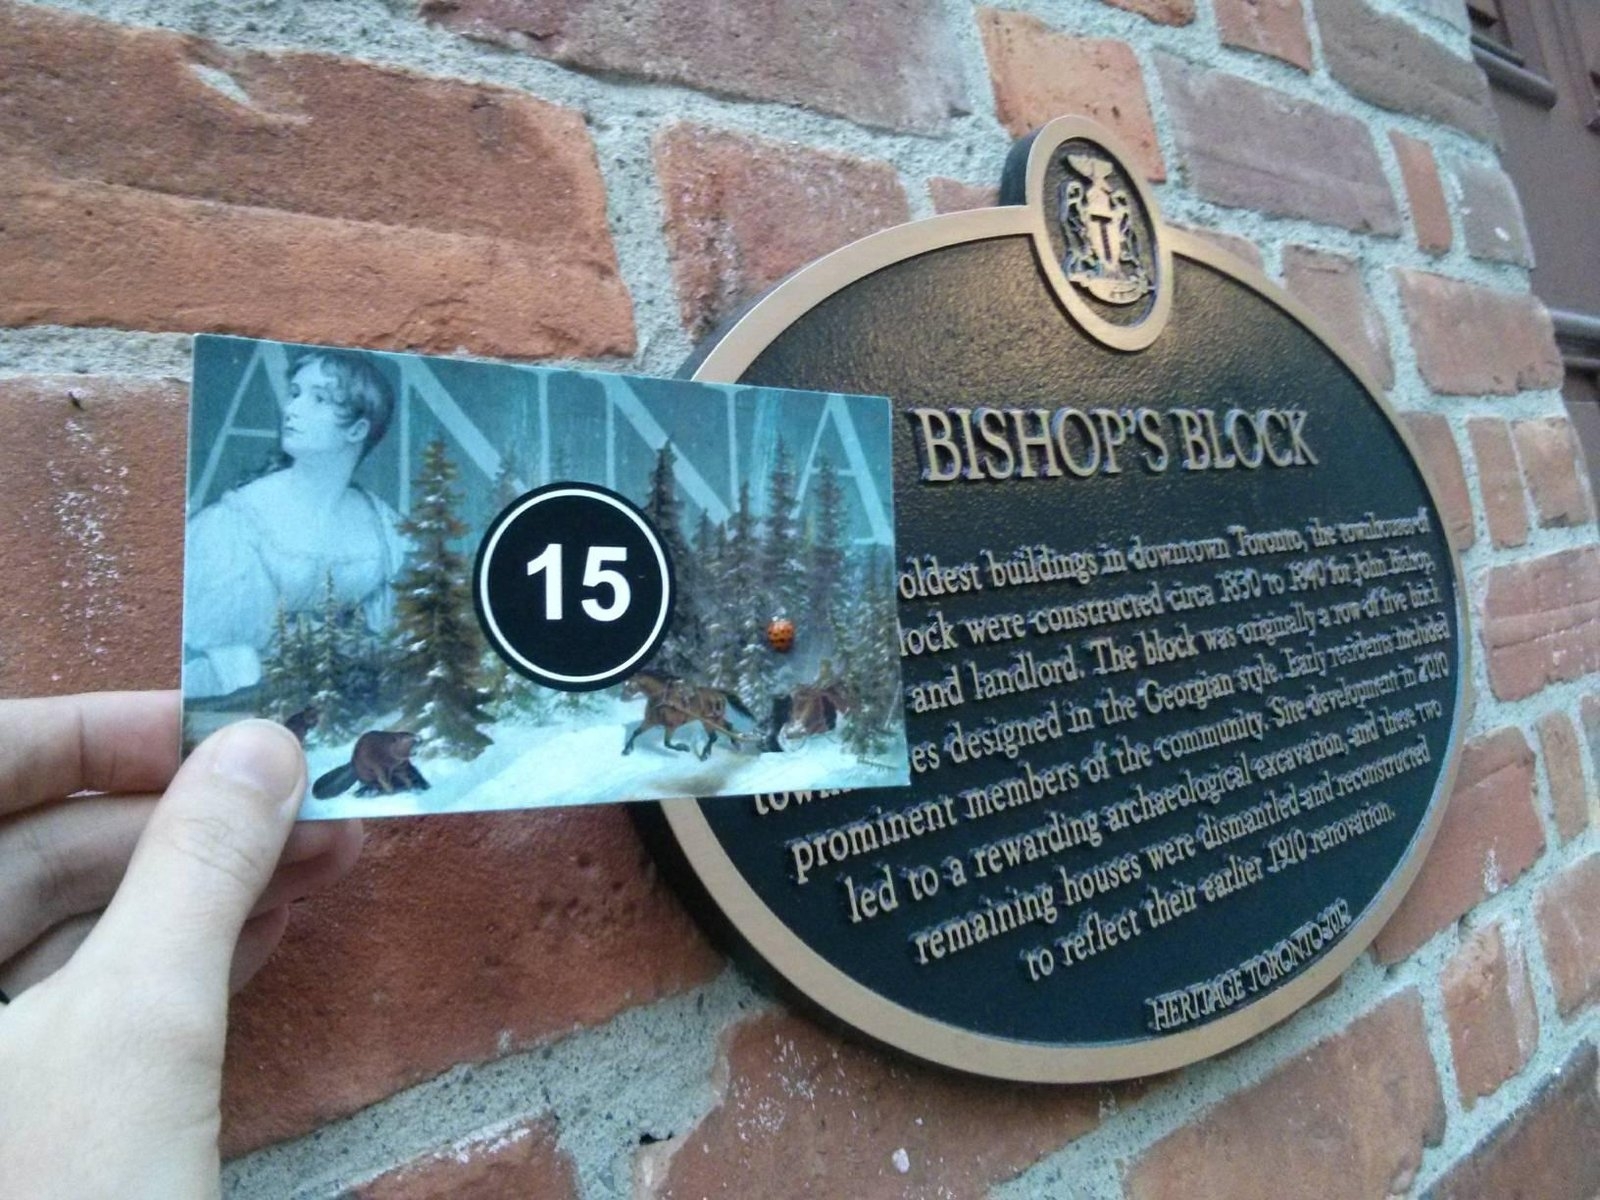 ANNA
15
BISHOP'S BLOCK
oldest buildings in downtown Toronto, the townhouses of
lock were constructed circa 1830 to 1840 for John Bishop,
and landlord. The block was originally a row of five brick
es designed in the Georgian style. Early residents included
prominent members of the community. Site development in 2010
led to a rewarding archaeological excavation, and these two
remaining houses were dismantled and reconstructed
to reflect their earlier 1910 renovation.
HERITAGE TORONTO